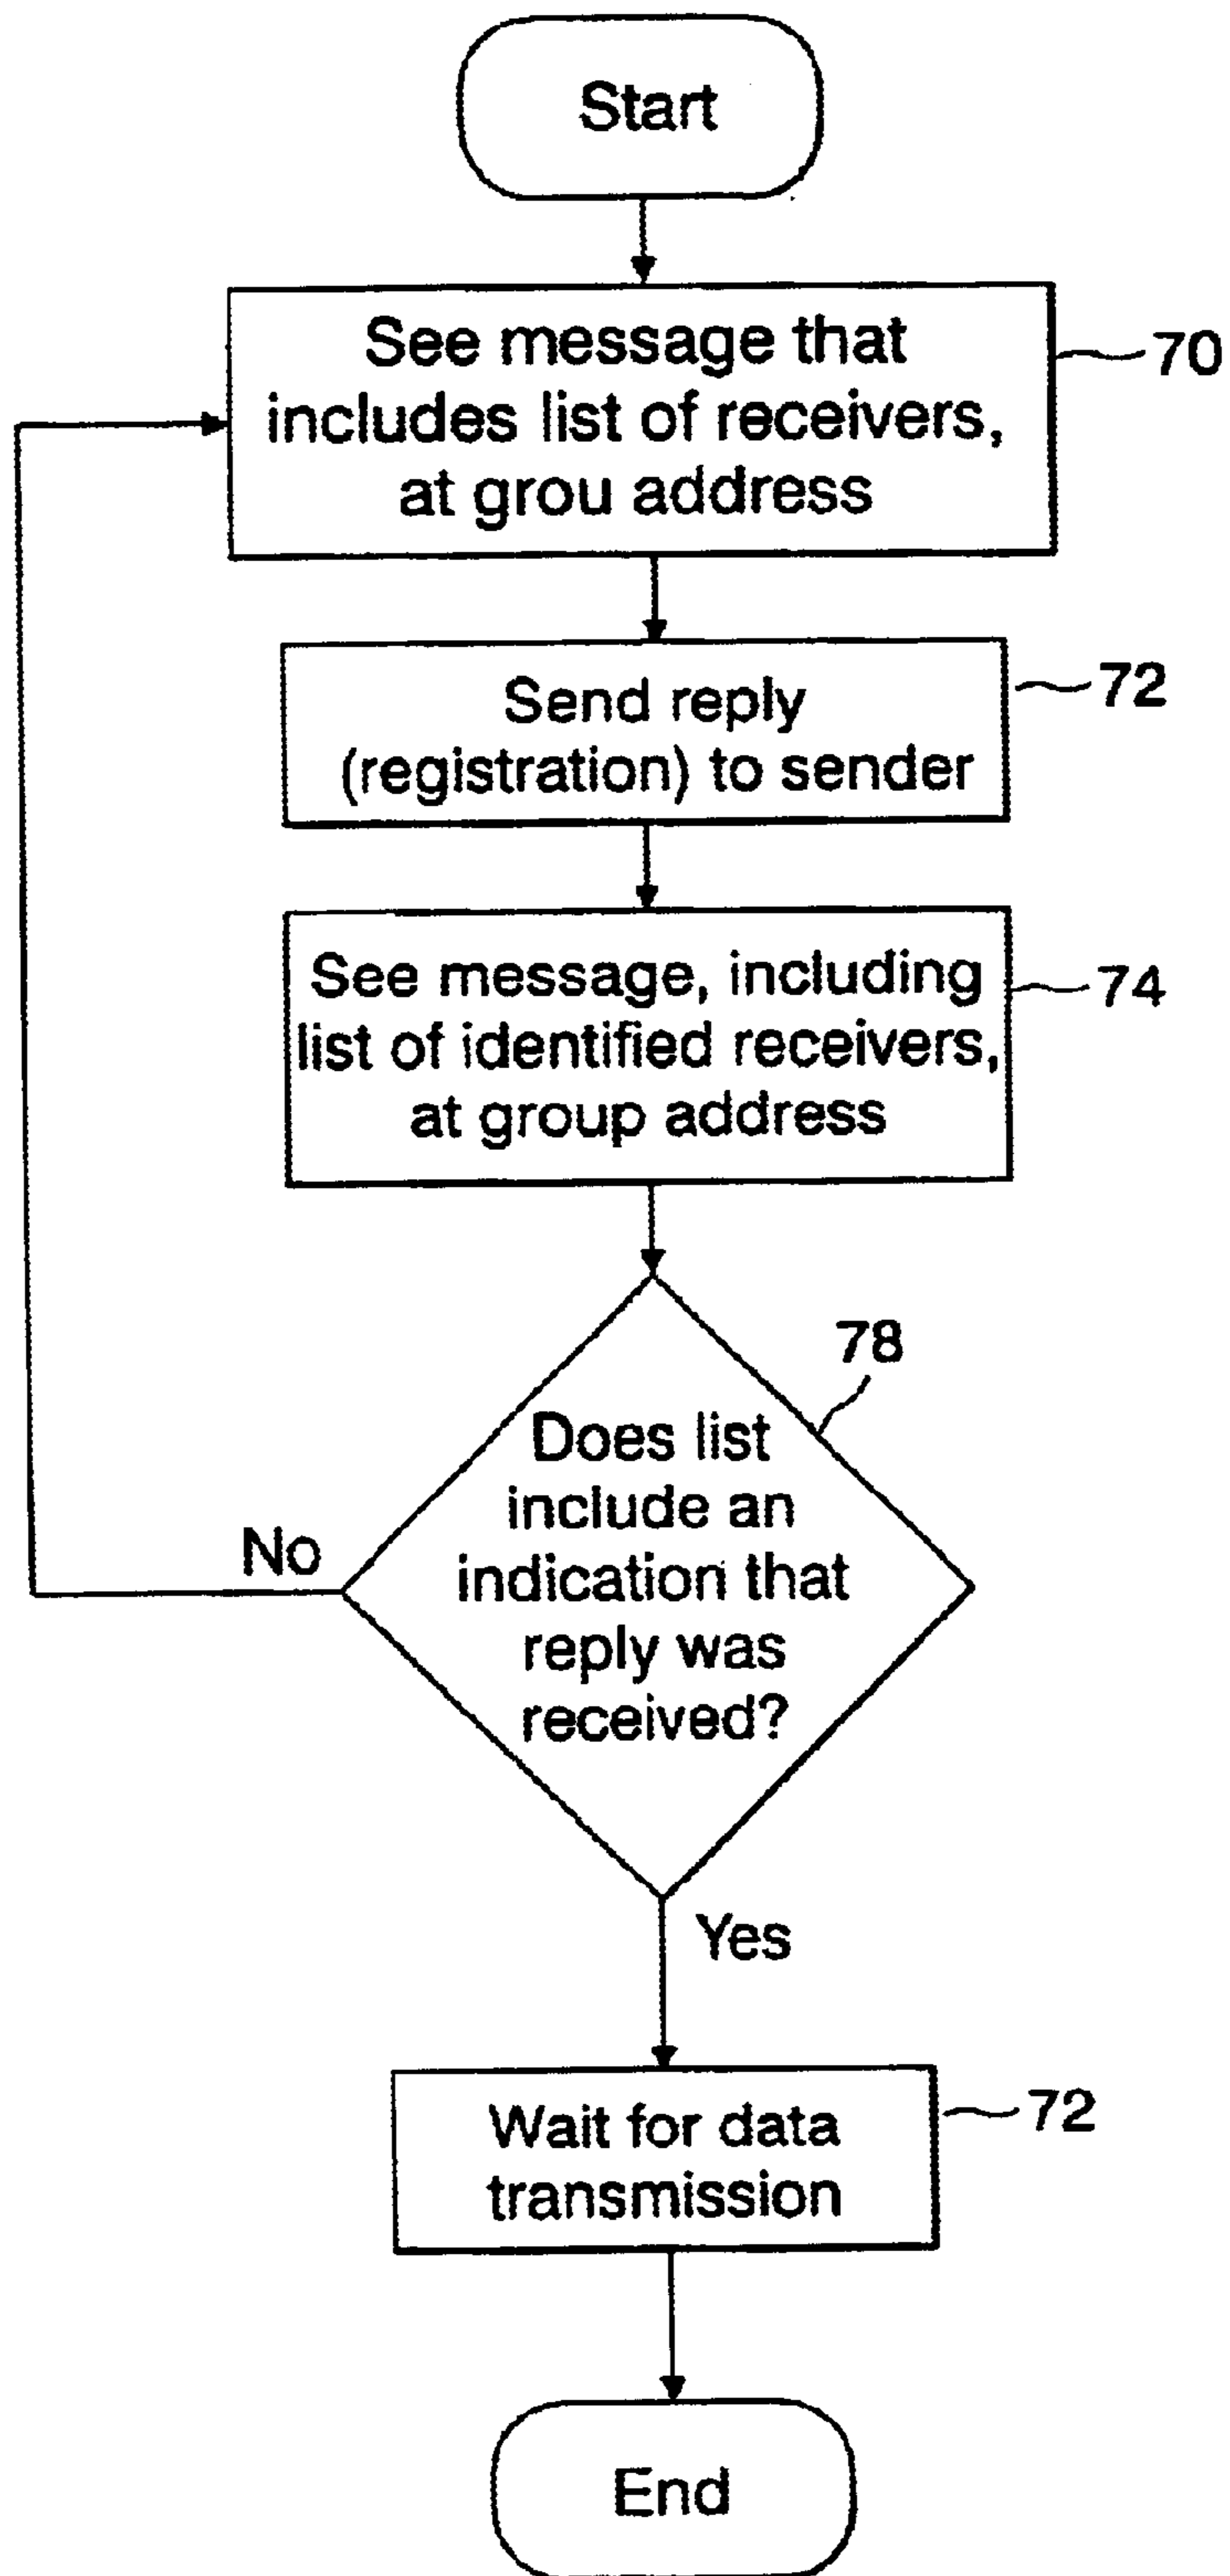 Start
See message that
includes list of receivers,
at grou address
70
Send reply
(registration) to sender
72
See message, including
list of identified receivers,
at group address
74
78
Does list
include an
indication that
reply was
received?
No
Yes
Wait for data
transmission
72
End